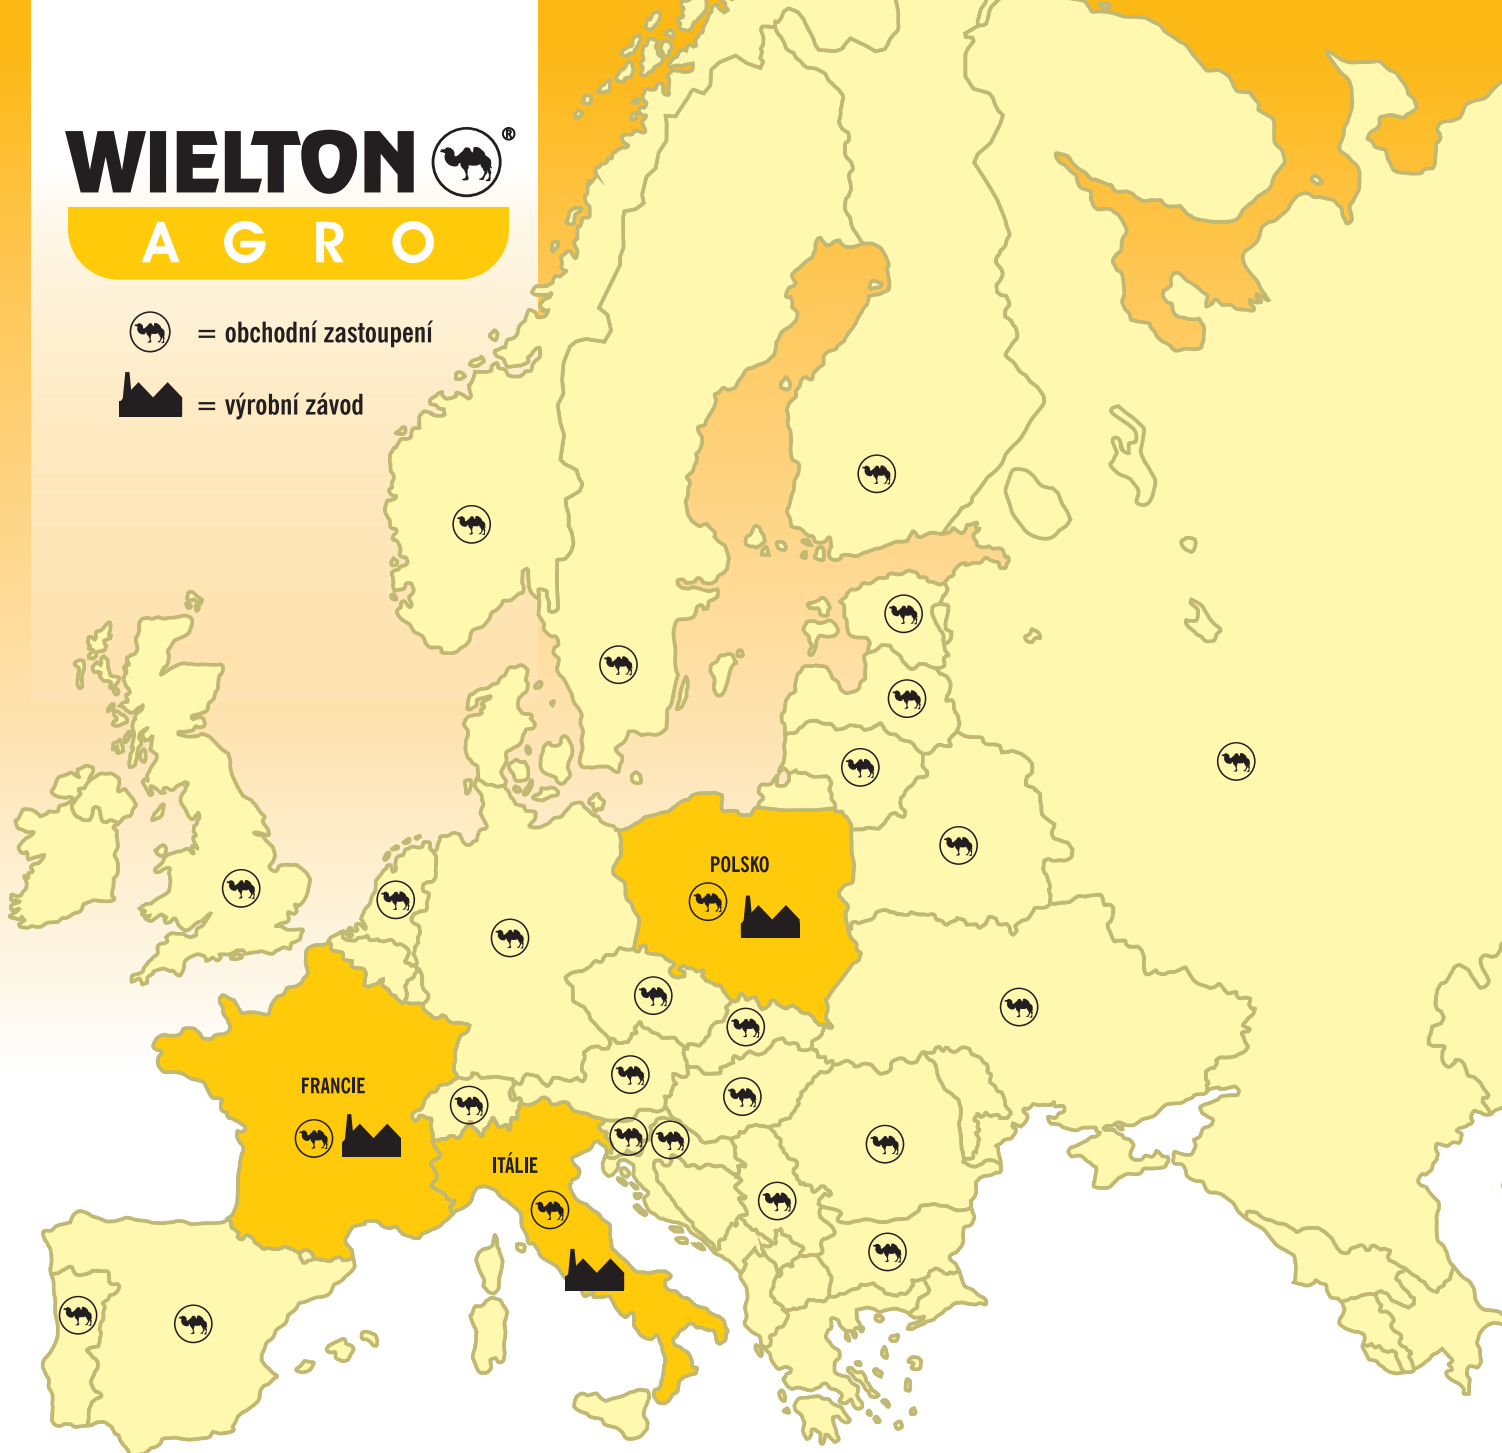 WIELTON ®
AGRO
= obchodní zastoupení
= výrobní závod
POLSKO
FRANCIE
ITÁLIE